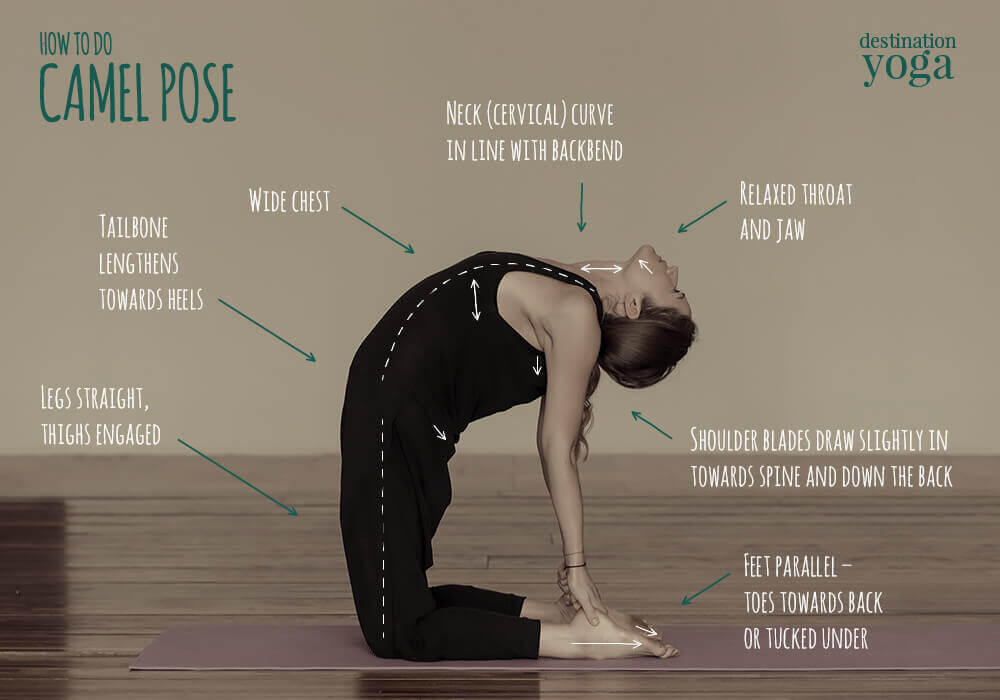 HOW TO DO
CAMEL POSE
destination
yoga
NECK (CERVICAL) CURVE
IN LINE WITH BACKBEND
WIDE CHEST
RELAXED THROAT
AND JAW
TAILBONE
LENGTHENS
TOWARDS HEELS
LEGS STRAIGHT,
THIGHS ENGAGED
SHOULDER BLADES DRAW SLIGHTLY IN
TOWARDS SPINE AND DOWN THE BACK
FEET PARALLEL –
TOES TOWARDS BACK
OR TUCKED UNDER